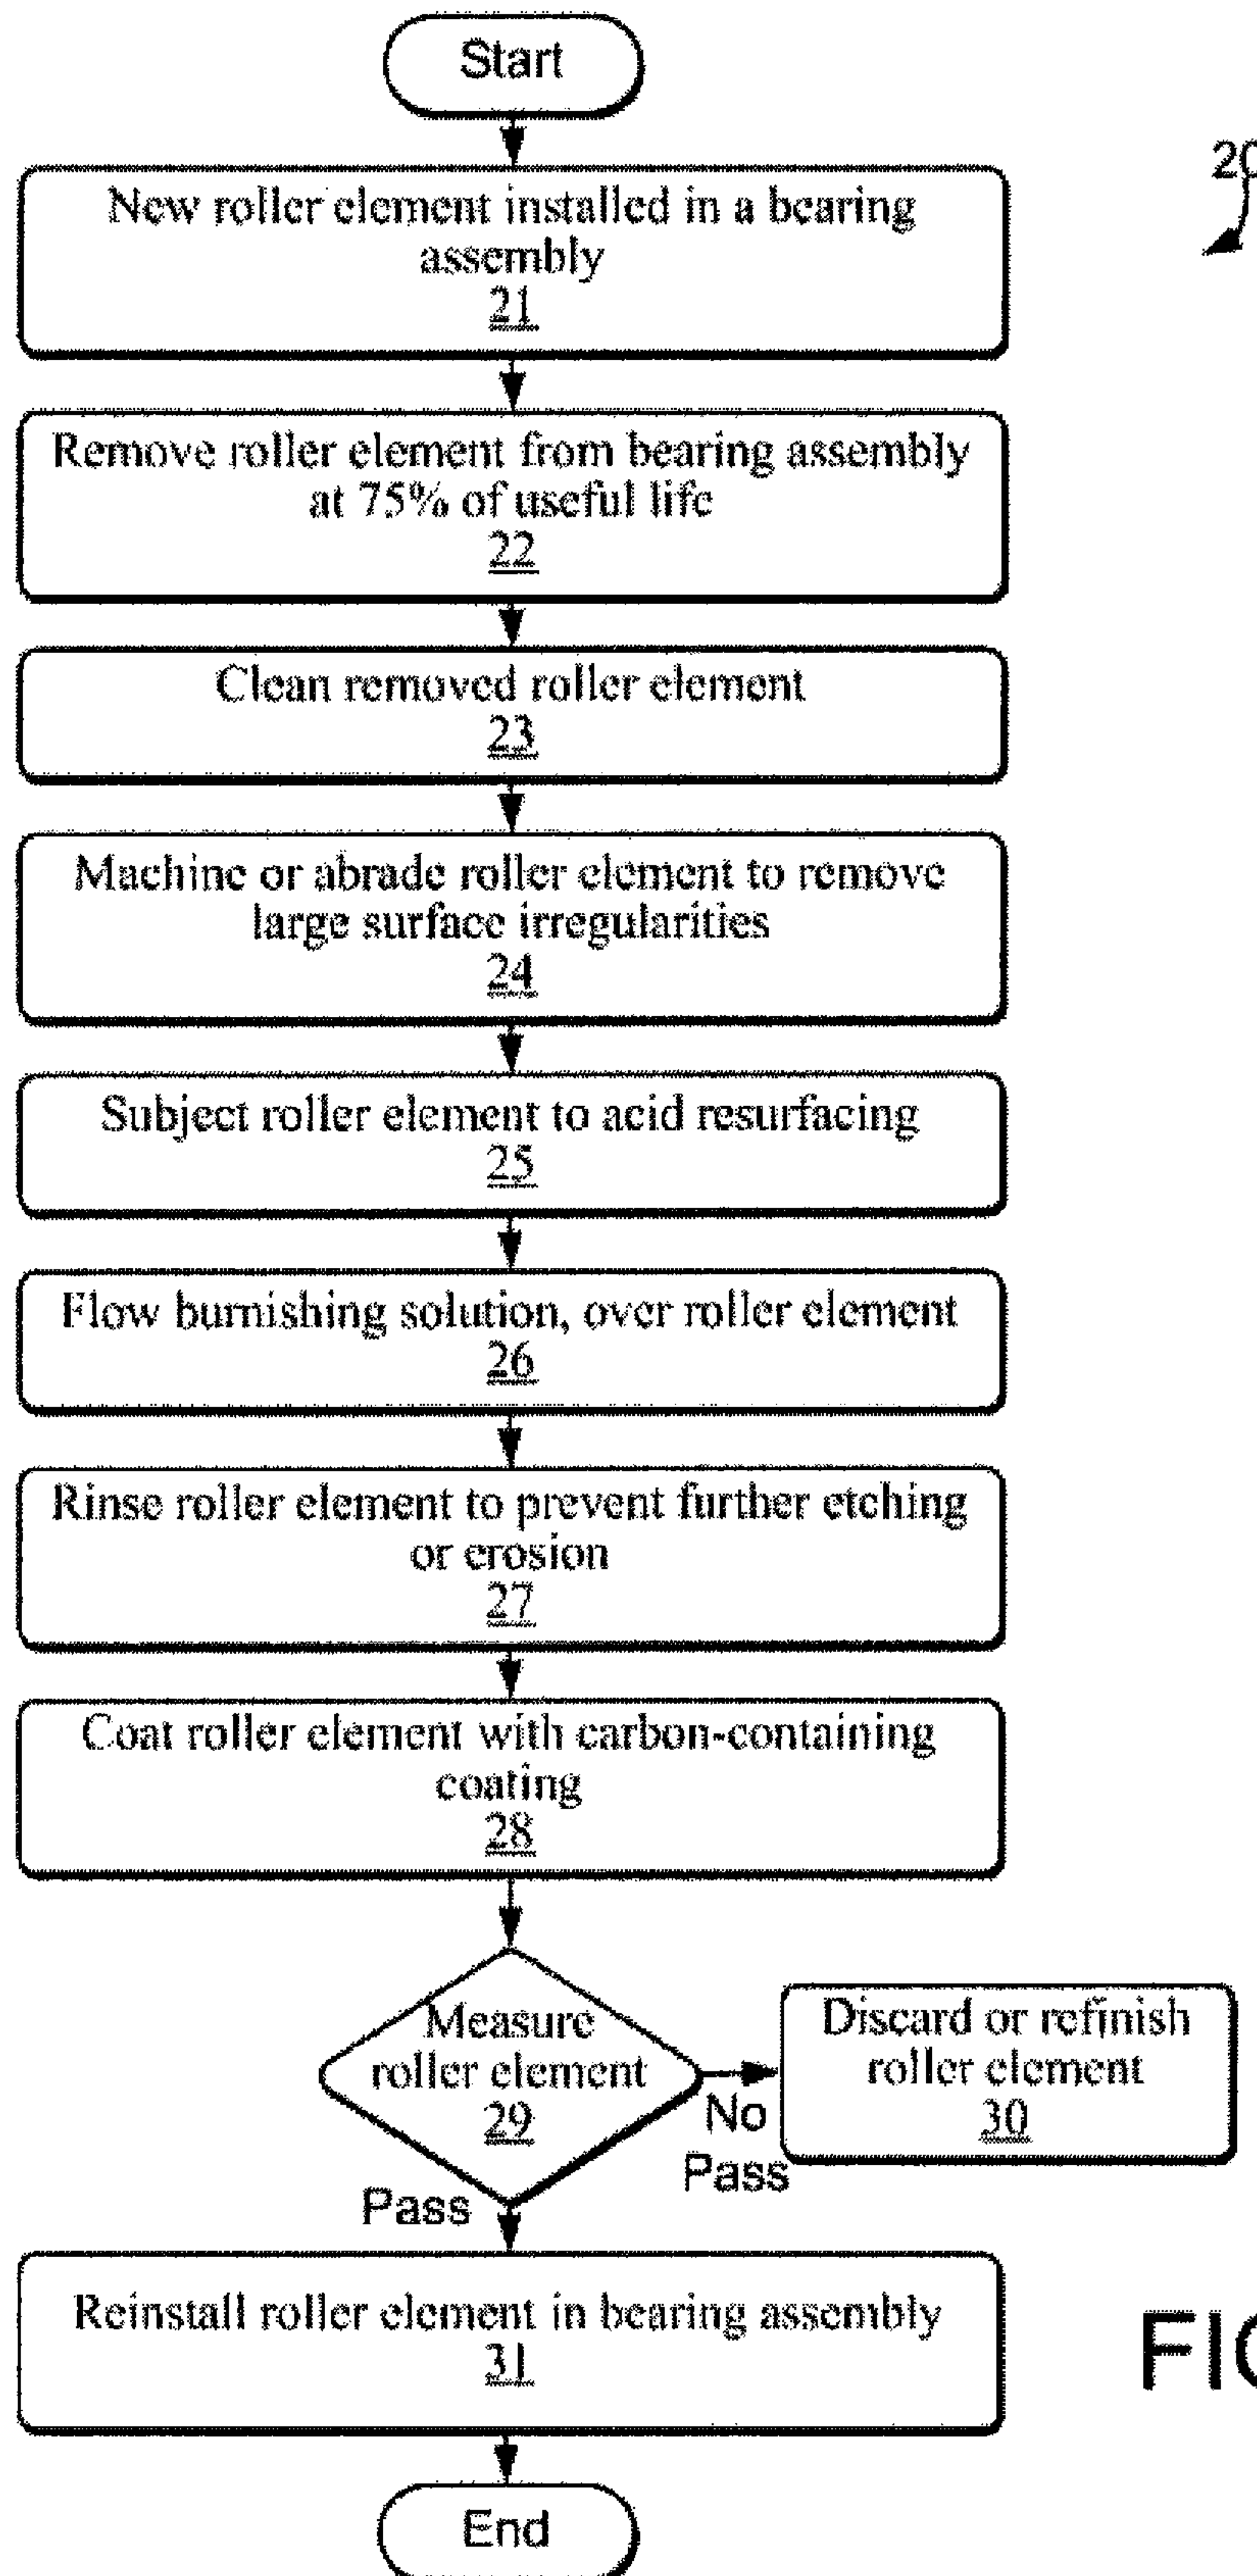 Start
20
New roller element installed in a bearing
assembly
21
Remove roller element from bearing assembly
at 75% of useful life
22
Clean removed roller element
23
Machine or abrade roller element to remove
large surface irregularities
24
Subject roller element to acid resurfacing
25
Flow burnishing solution, over roller element
26
Rinse roller element to prevent further etching
or erosion
27
Coat roller element with carbon-containing
coating
28
Measure
roller element
29
No
Pass
Discard or refinish
roller element
30
Pass
Reinstall roller element in bearing assembly
31
End